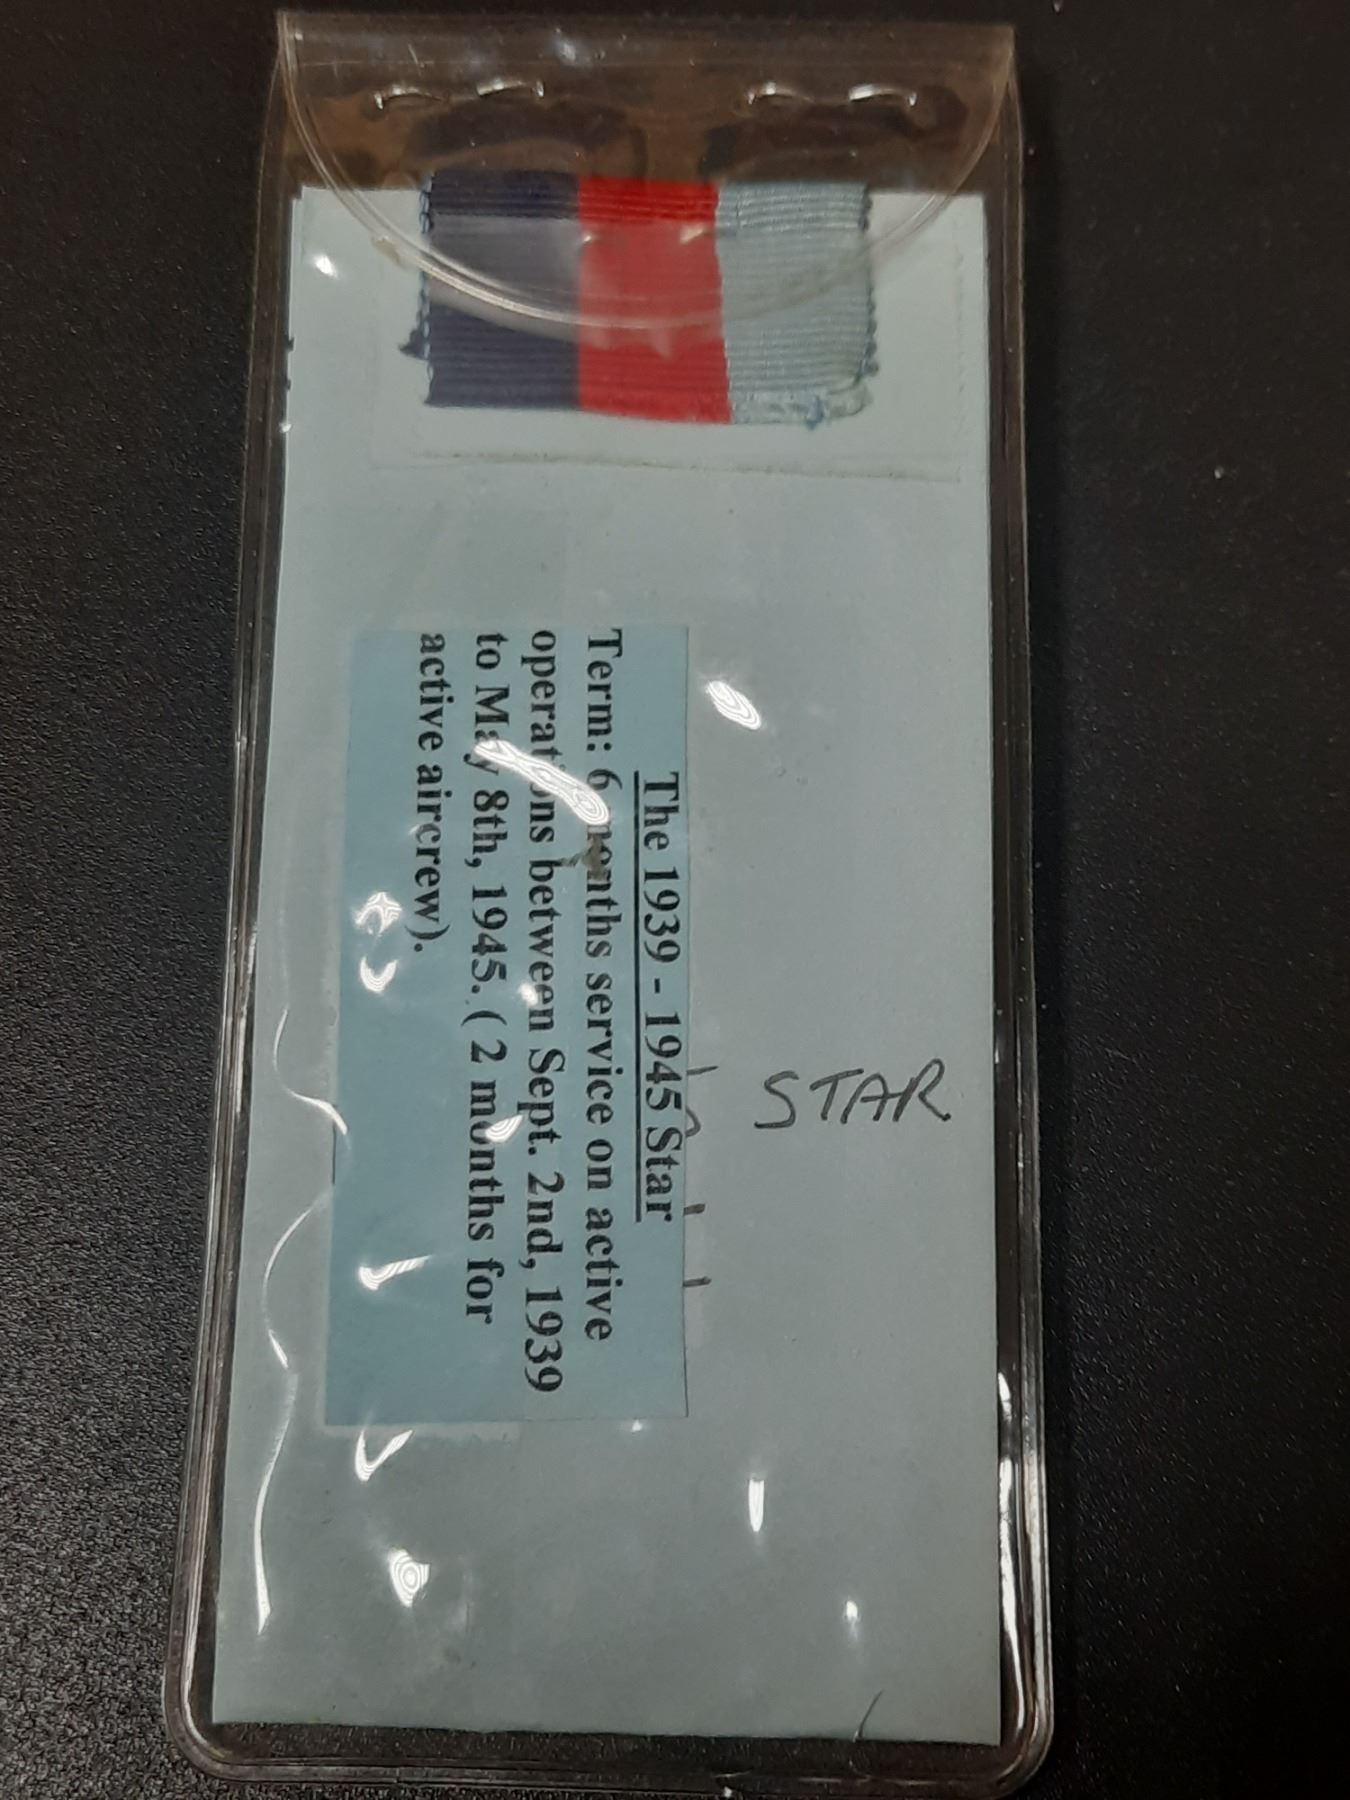 STAR
The 1939 - 1945 Star
Term: 6 months service on active
operations between Sept. 2nd, 1939
to May 8th, 1945. ( 2 months for
active aircrew).